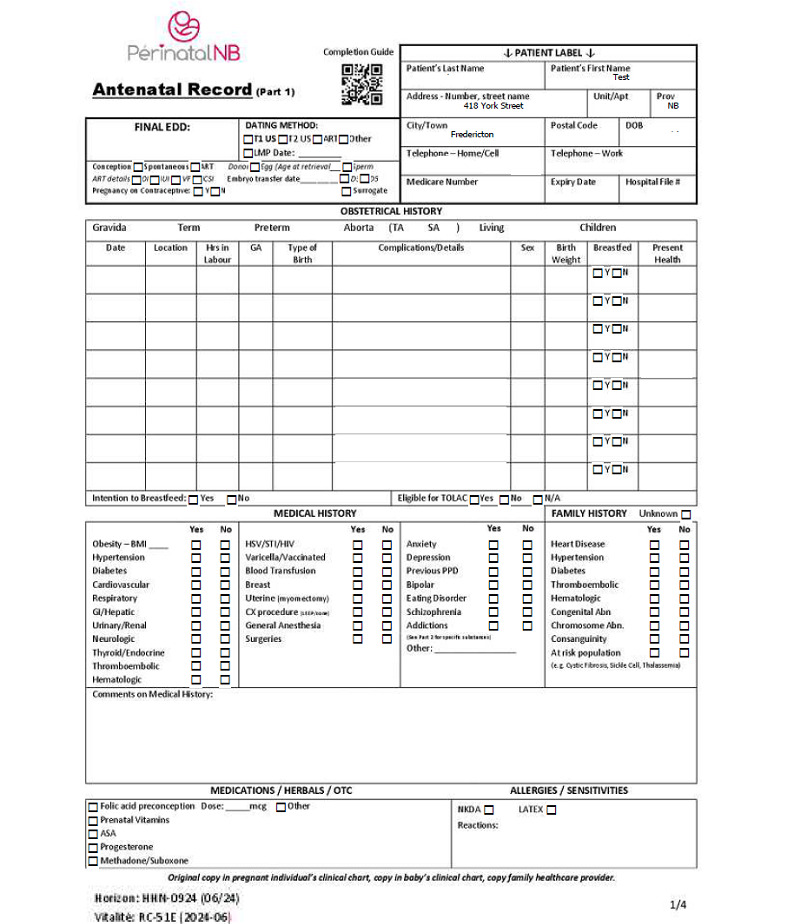 PérinatalNB
Completion Guide
Antenatal Record (Part 1)
PATIENT LABEL
Patient's Last Name
Patient's First Name
Test
Address - Number, street name
418 York Street
Unit/Apt
Prov
NB
City/Town
Fredericton
Postal Code
DOB
Telephone – Home/Cell
Telephone – Work
Medicare Number
Expiry Date
Hospital File #
FINAL EDD:
DATING METHOD:
T1 US T2 US ART Other
LMP Date: ________
Conception Spontaneous ART Donor Egg (Age at retrieval__ Sperm
ART details OI IUI IVF ICSI Embryo transfer date________ D3 D5
Pregnancy on Contraceptive: Y N Surrogate
OBSTETRICAL HISTORY
Gravida Term Preterm Aborta (TA SA ) Living Children
Date Location Hrs in Labour GA Type of Birth Complications/Details Sex Birth Weight Breastfed Present Health
Y N
Y N
Y N
Y N
Y N
Y N
Y N
Y N
Intention to Breastfeed: Yes No Eligible for TOLAC Yes No N/A
MEDICAL HISTORY
FAMILY HISTORY Unknown
Yes No Yes No Yes No Yes No
Obesity – BMI ____ HSV/STI/HIV Anxiety Heart Disease
Hypertension Varicella/Vaccinated Depression Hypertension
Diabetes Blood Transfusion Previous PPD Diabetes
Cardiovascular Breast Bipolar Thromboembolic
Respiratory Uterine (myomectomy) Eating Disorder Hematologic
GI/Hepatic CX procedure (LEEP/cone) Schizophrenia Congenital Abn
Urinary/Renal General Anesthesia Addictions Chromosome Abn.
Neurologic Surgeries (See Part 2 for specific substances) Consanguinity
Thyroid/Endocrine Other: ________________ At risk population
Thromboembolic (e.g. Cystic Fibrosis, Sickle Cell, Thalassemia)
Hematologic
Comments on Medical History:
MEDICATIONS / HERBALS / OTC
ALLERGIES / SENSITIVITIES
Folic acid preconception Dose: _____mcg Other
Prenatal Vitamins
ASA
Progesterone
Methadone/Suboxone
NKDA LATEX
Reactions:
Original copy in pregnant individual's clinical chart, copy in baby's clinical chart, copy family healthcare provider.
Horizon: HHN-0924 (06/24)
Vitalité: RC-51E (2024-06)
1/4